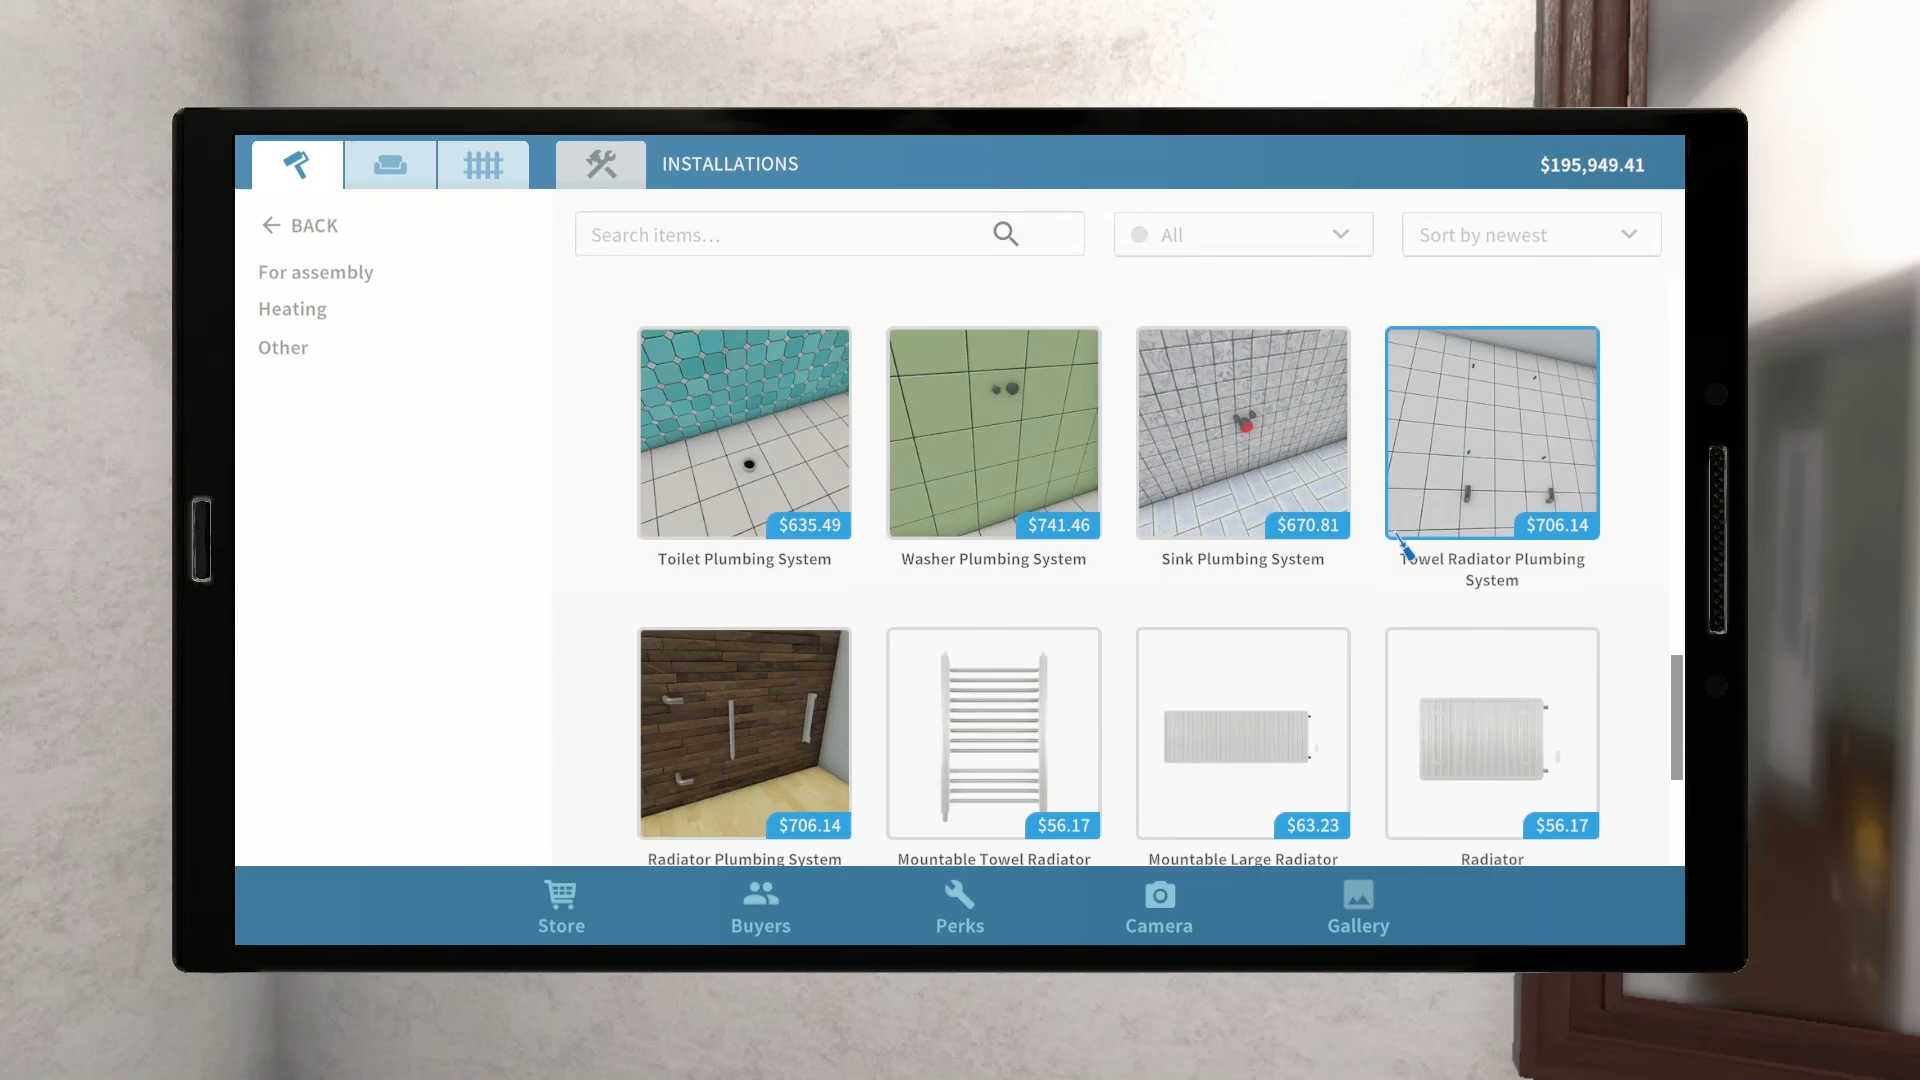 INSTALLATIONS
$195,949.41
BACK
For assembly
Heating
Other
Search items...
All
Sort by newest
$635.49
$741.46
$670.81
$706.14
Toilet Plumbing System
Washer Plumbing System
Sink Plumbing System
Towel Radiator Plumbing
System
$706.14
$56.17
$63.23
$56.17
Radiator Plumbing System
Mountable Towel Radiator
Mountable Large Radiator
Radiator
Store
Buyers
Perks
Camera
Gallery